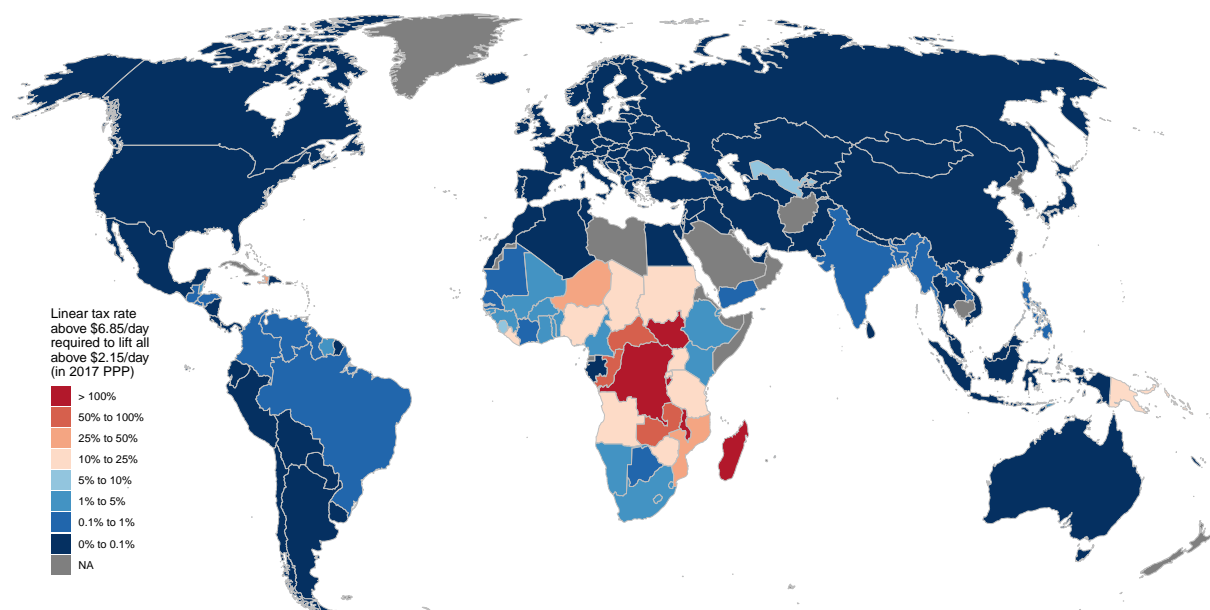 Linear tax rate
above $6.85/day
required to lift all
above $2.15/day
(in 2017 PPP)
> 100%
50% to 100%
25% to 50%
10% to 25%
5% to 10%
1% to 5%
0.1% to 1%
0% to 0.1%
NA